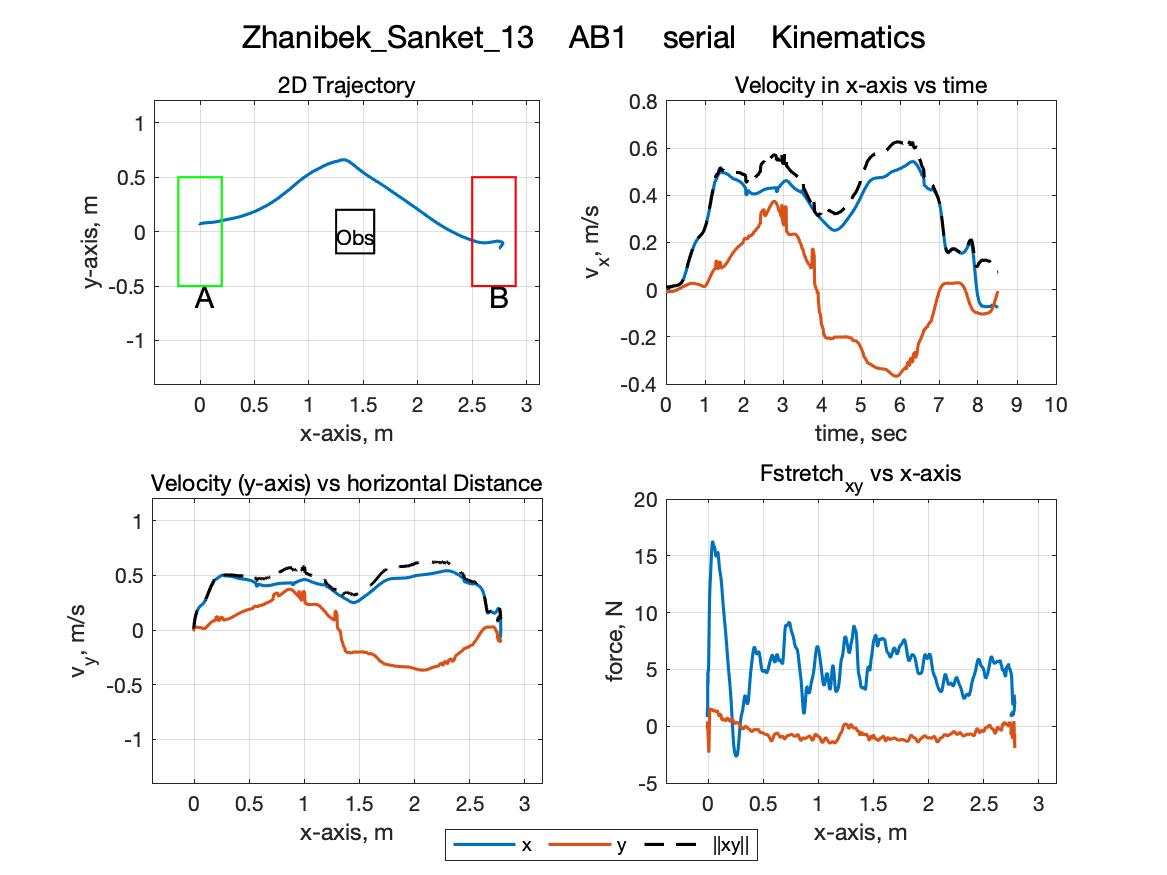 Zhanibek_Sanket_13 AB1 serial Kinematics
2D Trajectory
1
0.5
0
-0.5
-1
y-axis, m
Obs
A
B
0 0.5 1 1.5 2 2.5 3
x-axis, m
Velocity in x-axis vs time
0.8
0.6
0.4
0.2
0
-0.2
-0.4
v_x, m/s
0 1 2 3 4 5 6 7 8 9 10
time, sec
Velocity (y-axis) vs horizontal Distance
1
0.5
0
-0.5
-1
v_y, m/s
0 0.5 1 1.5 2 2.5 3
x-axis, m
Fstretch_xy vs x-axis
20
15
10
5
0
-5
force, N
0 0.5 1 1.5 2 2.5 3
x-axis, m
x y ||xy||